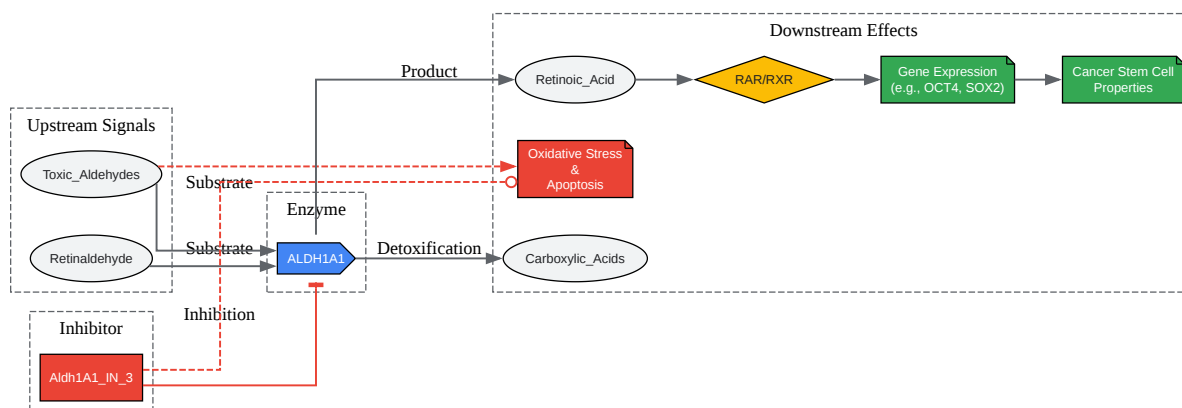 Downstream Effects
Product
Retinoic_Acid
RAR/RXR
Gene Expression
(e.g., OCT4, SOX2)
Cancer Stem Cell
Properties
Upstream Signals
Toxic_Aldehydes
Substrate
Oxidative Stress
&
Apoptosis
Enzyme
Retinaldehyde
Substrate
ALDH1A1
Detoxification
Carboxylic_Acids
Inhibition
Inhibitor
Aldh1A1_IN_3